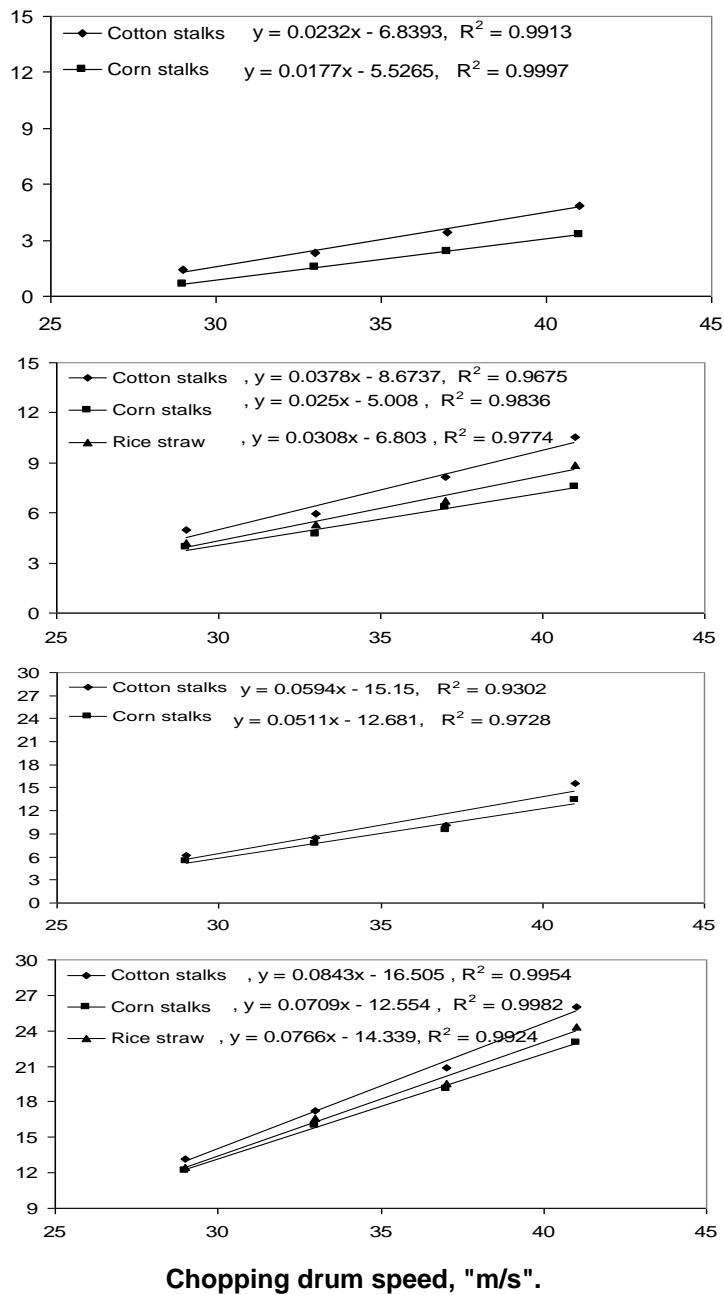 15
12
9
6
3
0
25 30 35 40 45
Cotton stalks y = 0.0232x - 6.8393, R² = 0.9913
Corn stalks y = 0.0177x - 5.5265, R² = 0.9997
15
12
9
6
3
0
25 30 35 40 45
Cotton stalks , y = 0.0378x - 8.6737, R² = 0.9675
Corn stalks , y = 0.025x - 5.008 , R² = 0.9836
Rice straw , y = 0.0308x - 6.803 , R² = 0.9774
30
27
24
21
18
15
12
9
6
3
0
25 30 35 40 45
Cotton stalks y = 0.0594x - 15.15, R² = 0.9302
Corn stalks y = 0.0511x - 12.681, R² = 0.9728
30
27
24
21
18
15
12
9
25 30 35 40 45
Cotton stalks , y = 0.0843x - 16.505 , R² = 0.9954
Corn stalks , y = 0.0709x - 12.554 , R² = 0.9982
Rice straw , y = 0.0766x - 14.339, R² = 0.9924
Chopping drum speed, "m/s".